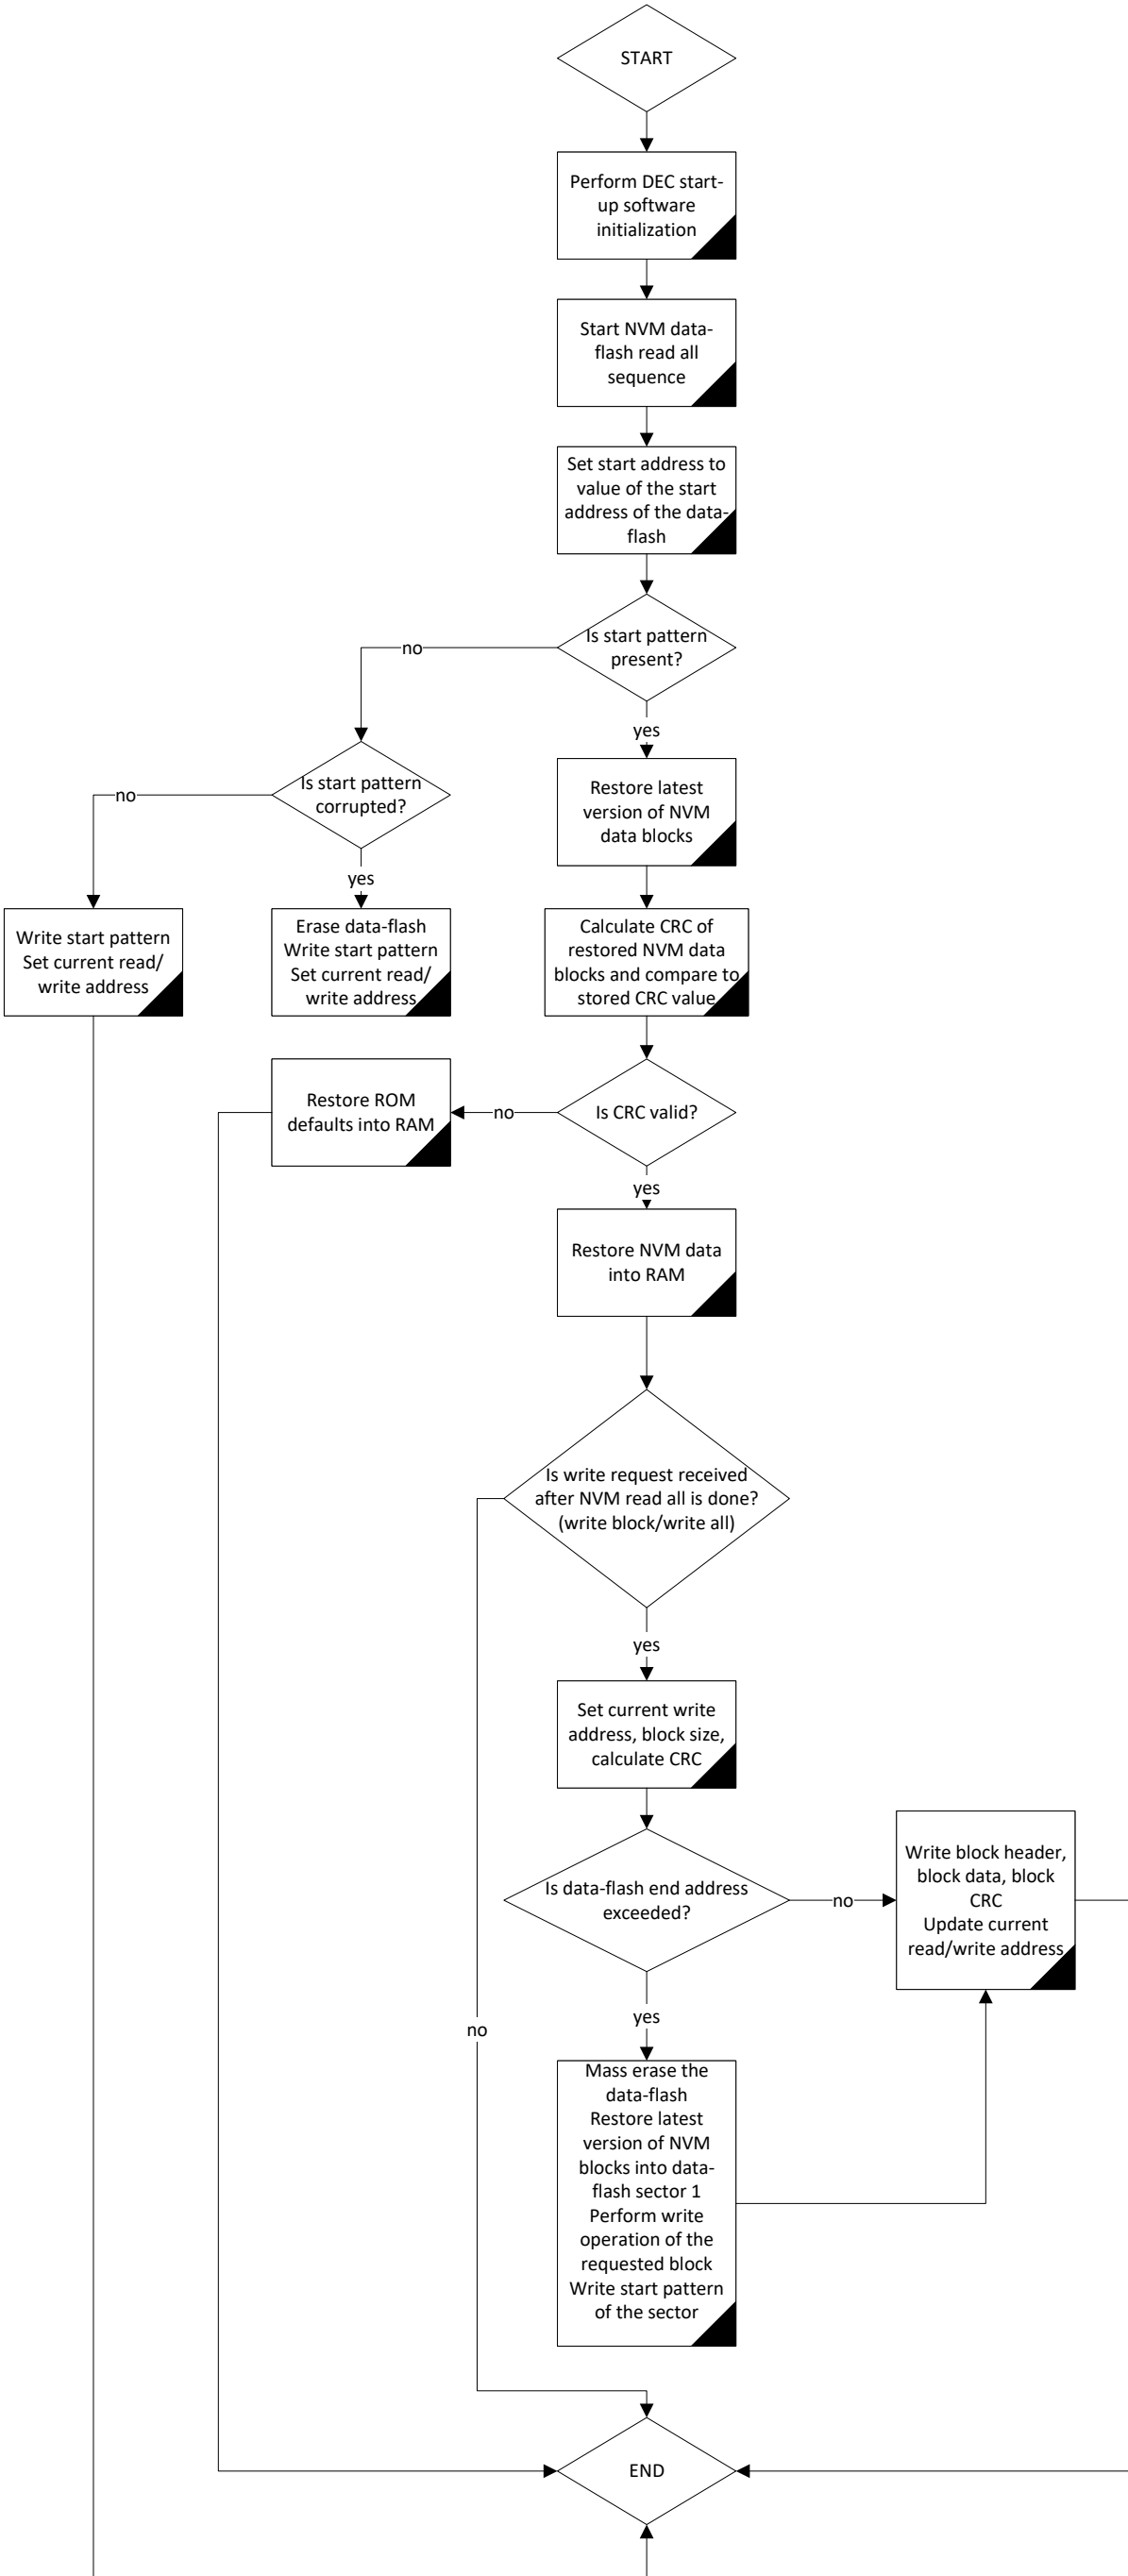 START
Perform DEC start-
up software
initialization
Start NVM data-
flash read all
sequence
Set start address to
value of the start
address of the data-
flash
Is start pattern
present?
no
yes
Is start pattern
corrupted?
no
yes
Restore latest
version of NVM
data blocks
Write start pattern
Set current read/
write address
Erase data-flash
Write start pattern
Set current read/
write address
Calculate CRC of
restored NVM data
blocks and compare to
stored CRC value
Restore ROM
defaults into RAM
no
Is CRC valid?
yes
Restore NVM data
into RAM
Is write request received
after NVM read all is done?
(write block/write all)
yes
Set current write
address, block size,
calculate CRC
Is data-flash end address
exceeded?
no
Write block header,
block data, block
CRC
Update current
read/write address
yes
no
Mass erase the
data-flash
Restore latest
version of NVM
blocks into data-
flash sector 1
Perform write
operation of the
requested block
Write start pattern
of the sector
END